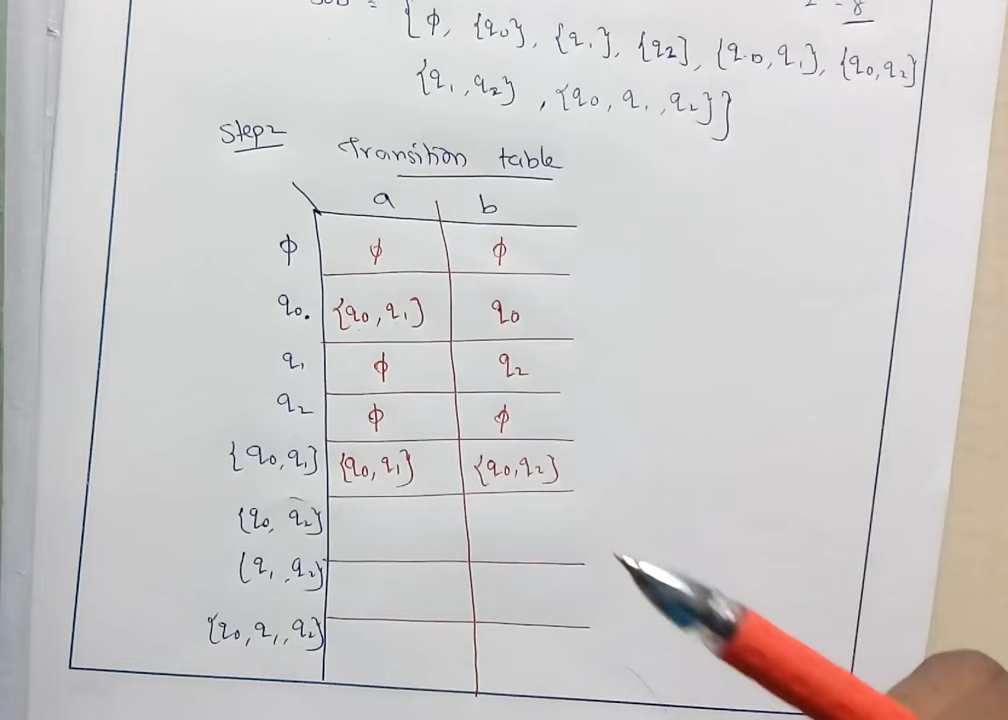 {ϕ, {q0}, {q1}, {q2}, {q0,q1}, {q0,q2}
{q1,q2}, {q0,q1,q2}}
Step2
Transition table
a b
ϕ ϕ ϕ
q0. {q0,q1} q0
q1 ϕ q2
q2 ϕ ϕ
{q0,q1} {q0,q1} {q0,q2}
{q0,q2}
{q1,q2}
{q0,q1,q2}